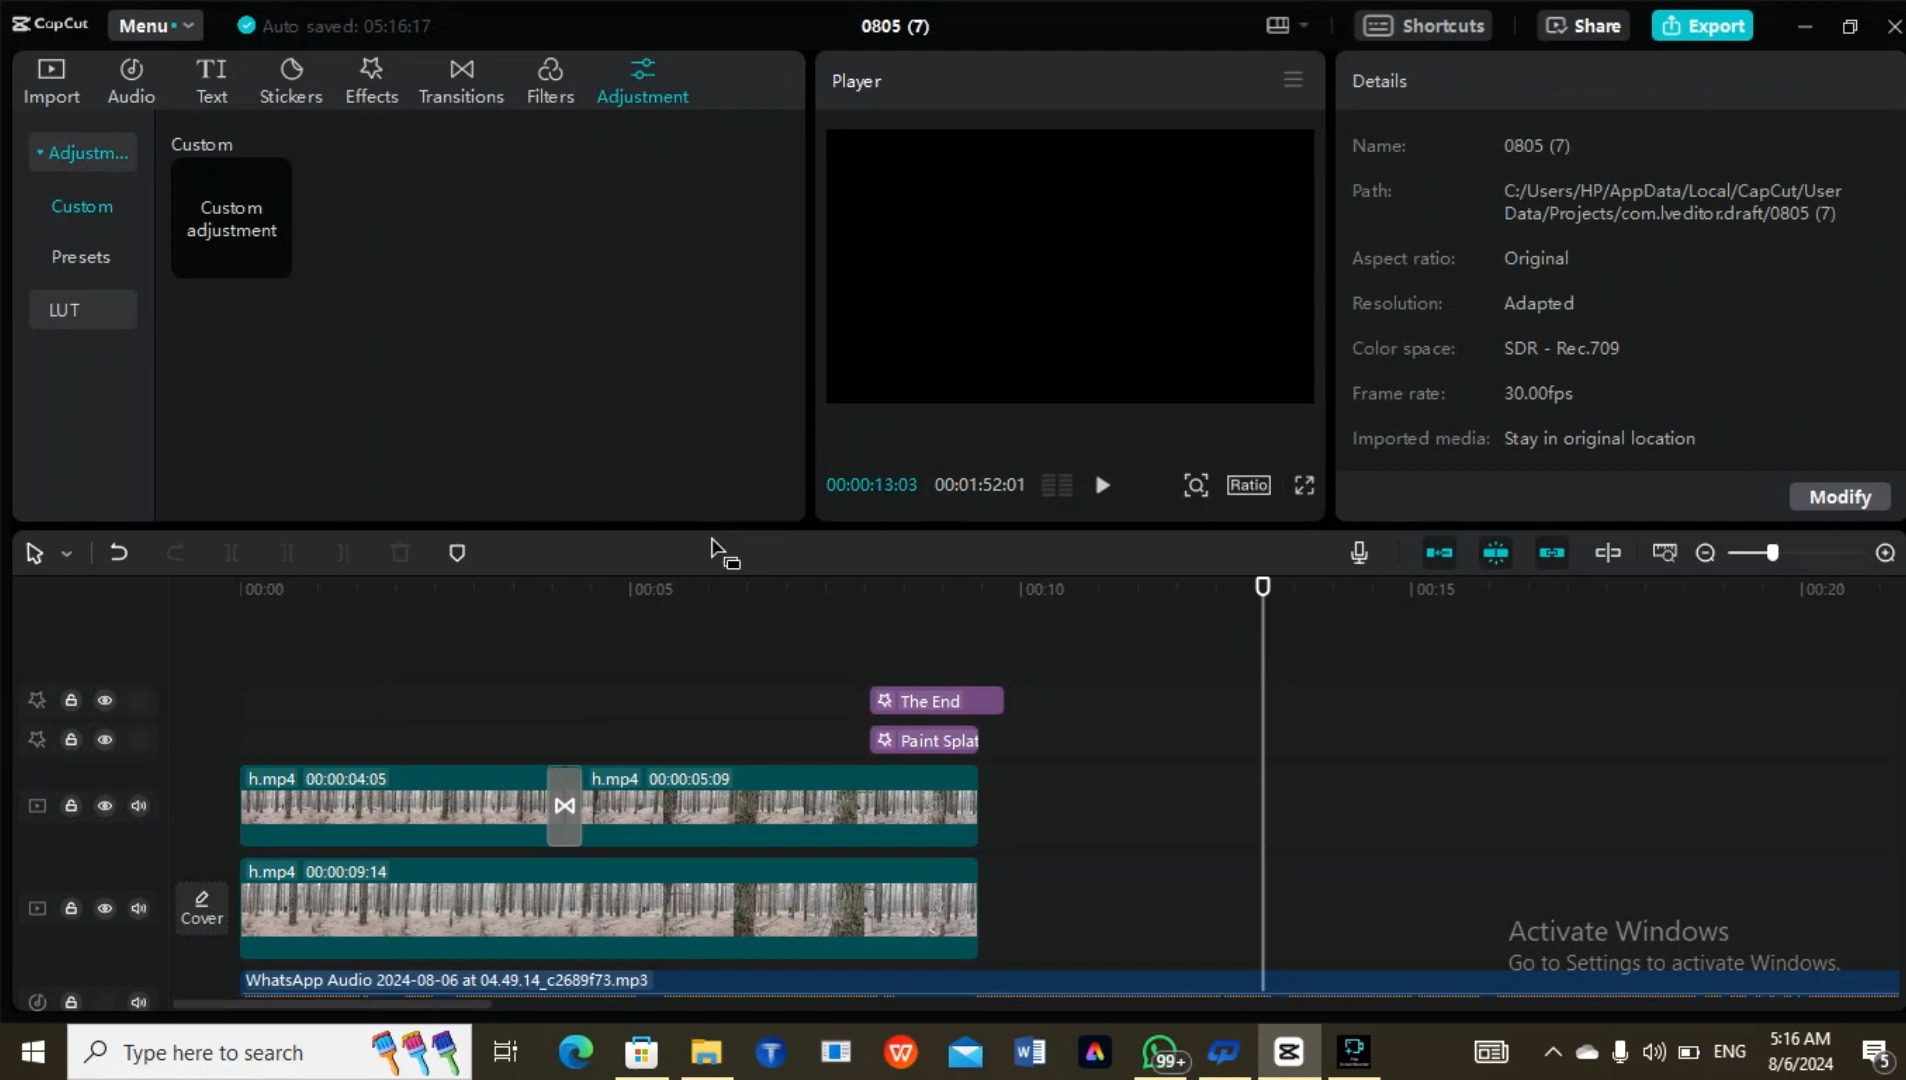 CapCut
Menu
Auto saved: 05:16:17
0805 (7)
Shortcuts
Share
Export
Import
Audio
TI
Text
Stickers
Effects
Transitions
Filters
Adjustment
Adjustm...
Custom
Presets
LUT
Custom
Custom
adjustment
Player
00:00:13:03
00:01:52:01
Ratio
Details
Name:
0805 (7)
Path:
C:/Users/HP/AppData/Local/CapCut/User
Data/Projects/com.lveditor.draft/0805 (7)
Aspect ratio:
Original
Resolution:
Adapted
Color space:
SDR - Rec.709
Frame rate:
30.00fps
Imported media:
Stay in original location
Modify
00:00
00:05
00:10
00:15
00:20
The End
Paint Splat
h.mp4 00:00:04:05
h.mp4 00:00:05:09
h.mp4 00:00:09:14
Cover
WhatsApp Audio 2024-08-06 at 04.49.14_c2689f73.mp3
Activate Windows
Go to Settings to activate Windows.
Type here to search
99+
ENG
5:16 AM
8/6/2024
5